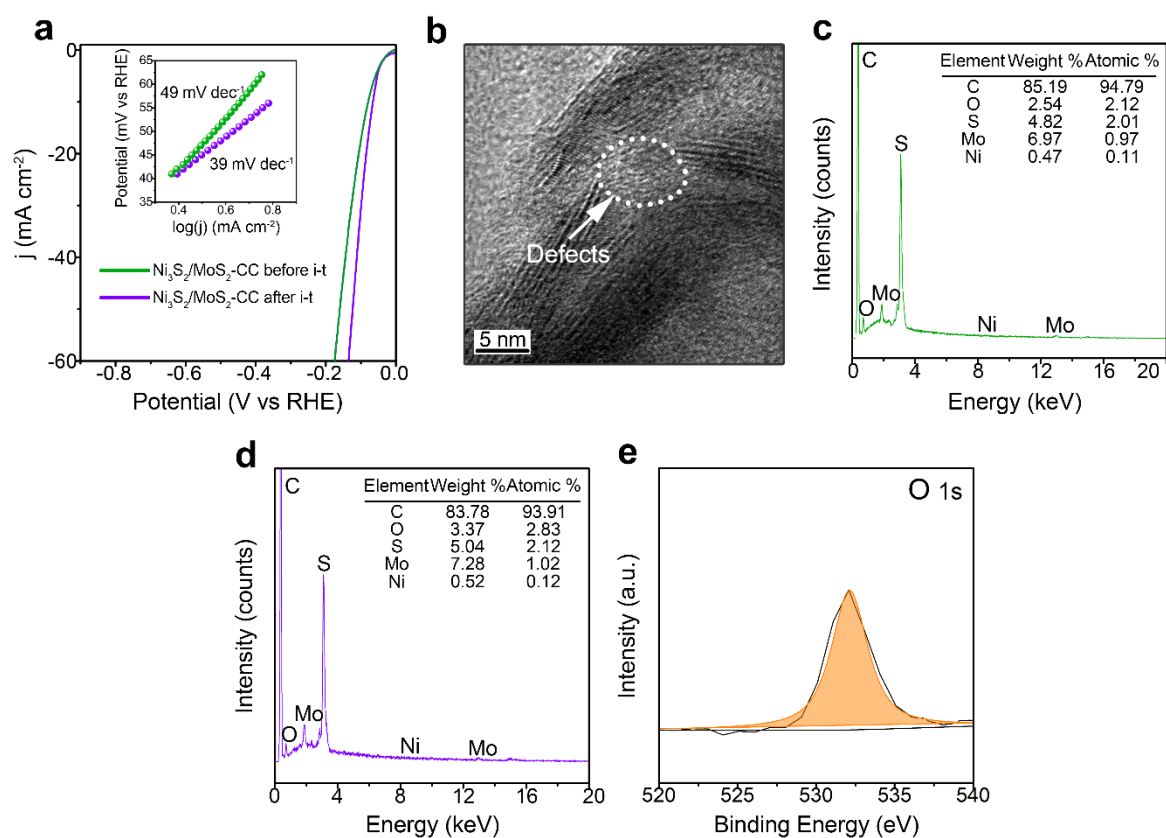 a
j (mA cm⁻²)
0
-20
-40
-60
-0.8 -0.6 -0.4 -0.2 0.0
Potential (V vs RHE)
Potential (mV vs RHE)
65
60
55
50
45
40
35
0.4 0.6 0.8
log(j) (mA cm⁻²)
49 mV dec⁻¹
39 mV dec⁻¹
Ni₃S₂/MoS₂-CC before i-t
Ni₃S₂/MoS₂-CC after i-t
b
Defects
5 nm
c
Intensity (counts)
C
O
Mo
S
Ni
Mo
Element Weight % Atomic %
C 85.19 94.79
O 2.54 2.12
S 4.82 2.01
Mo 6.97 0.97
Ni 0.47 0.11
0 4 8 12 16 20
Energy (keV)
d
Intensity (counts)
C
O
Mo
S
Ni
Mo
Element Weight % Atomic %
C 83.78 93.91
O 3.37 2.83
S 5.04 2.12
Mo 7.28 1.02
Ni 0.52 0.12
0 4 8 12 16 20
Energy (keV)
e
O 1s
Intensity (a.u.)
520 525 530 535 540
Binding Energy (eV)